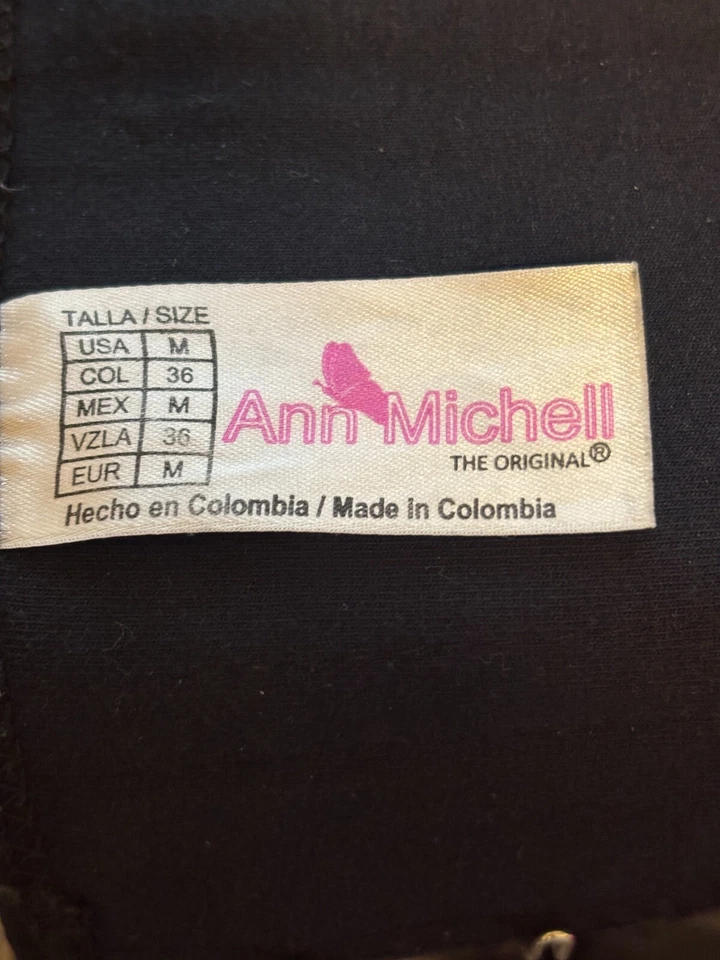 TALLA / SIZE
USA M
COL 36
MEX M
VZLA 36
EUR M
Ann Michell
THE ORIGINAL®
Hecho en Colombia / Made in Colombia